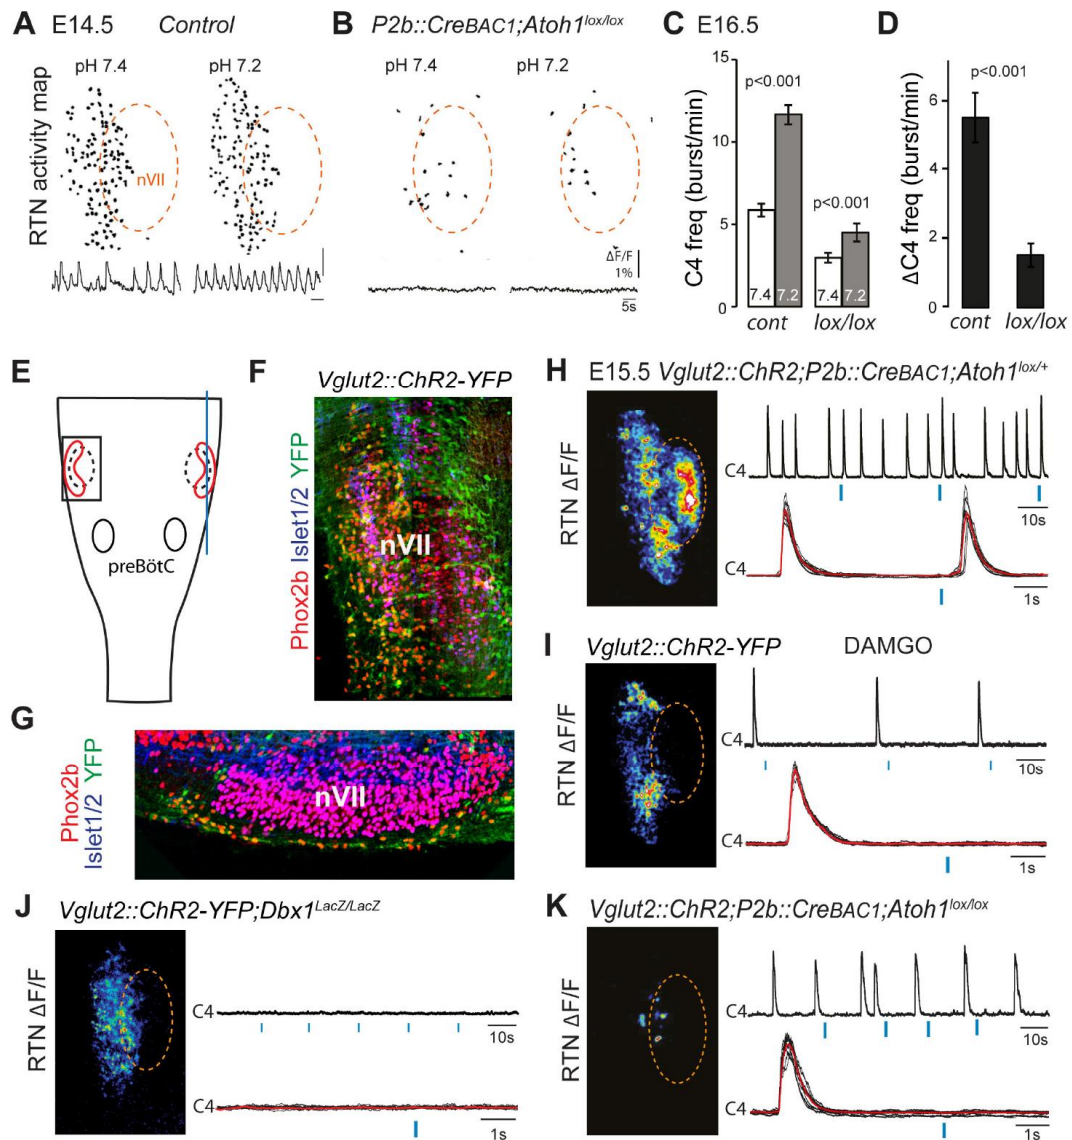 A E14.5 Control
pH 7.4 pH 7.2
RTN activity map
nVII
B P2b::CreBAC1;Atoh1lox/lox
pH 7.4 pH 7.2
ΔF/F
1%
5s
C E16.5
C4 freq (burst/min)
15
10
5
0
p<0.001
p<0.001
7.4 7.2 7.4 7.2
cont lox/lox
D
ΔC4 freq (burst/min)
6
4
2
0
p<0.001
cont lox/lox
E
preBötC
F Vglut2::ChR2-YFP
Phox2b Islet1/2 YFP
nVII
G
Phox2b
Islet1/2 YFP
nVII
H E15.5 Vglut2::ChR2;P2b::CreBAC1;Atoh1lox/+
RTN ΔF/F
C4
10s
C4
1s
I Vglut2::ChR2-YFP DAMGO
RTN ΔF/F
C4
10s
C4
1s
J Vglut2::ChR2-YFP;Dbx1LacZ/LacZ
RTN ΔF/F
C4
10s
C4
1s
K Vglut2::ChR2;P2b::CreBAC1;Atoh1lox/lox
RTN ΔF/F
C4
10s
C4
1s